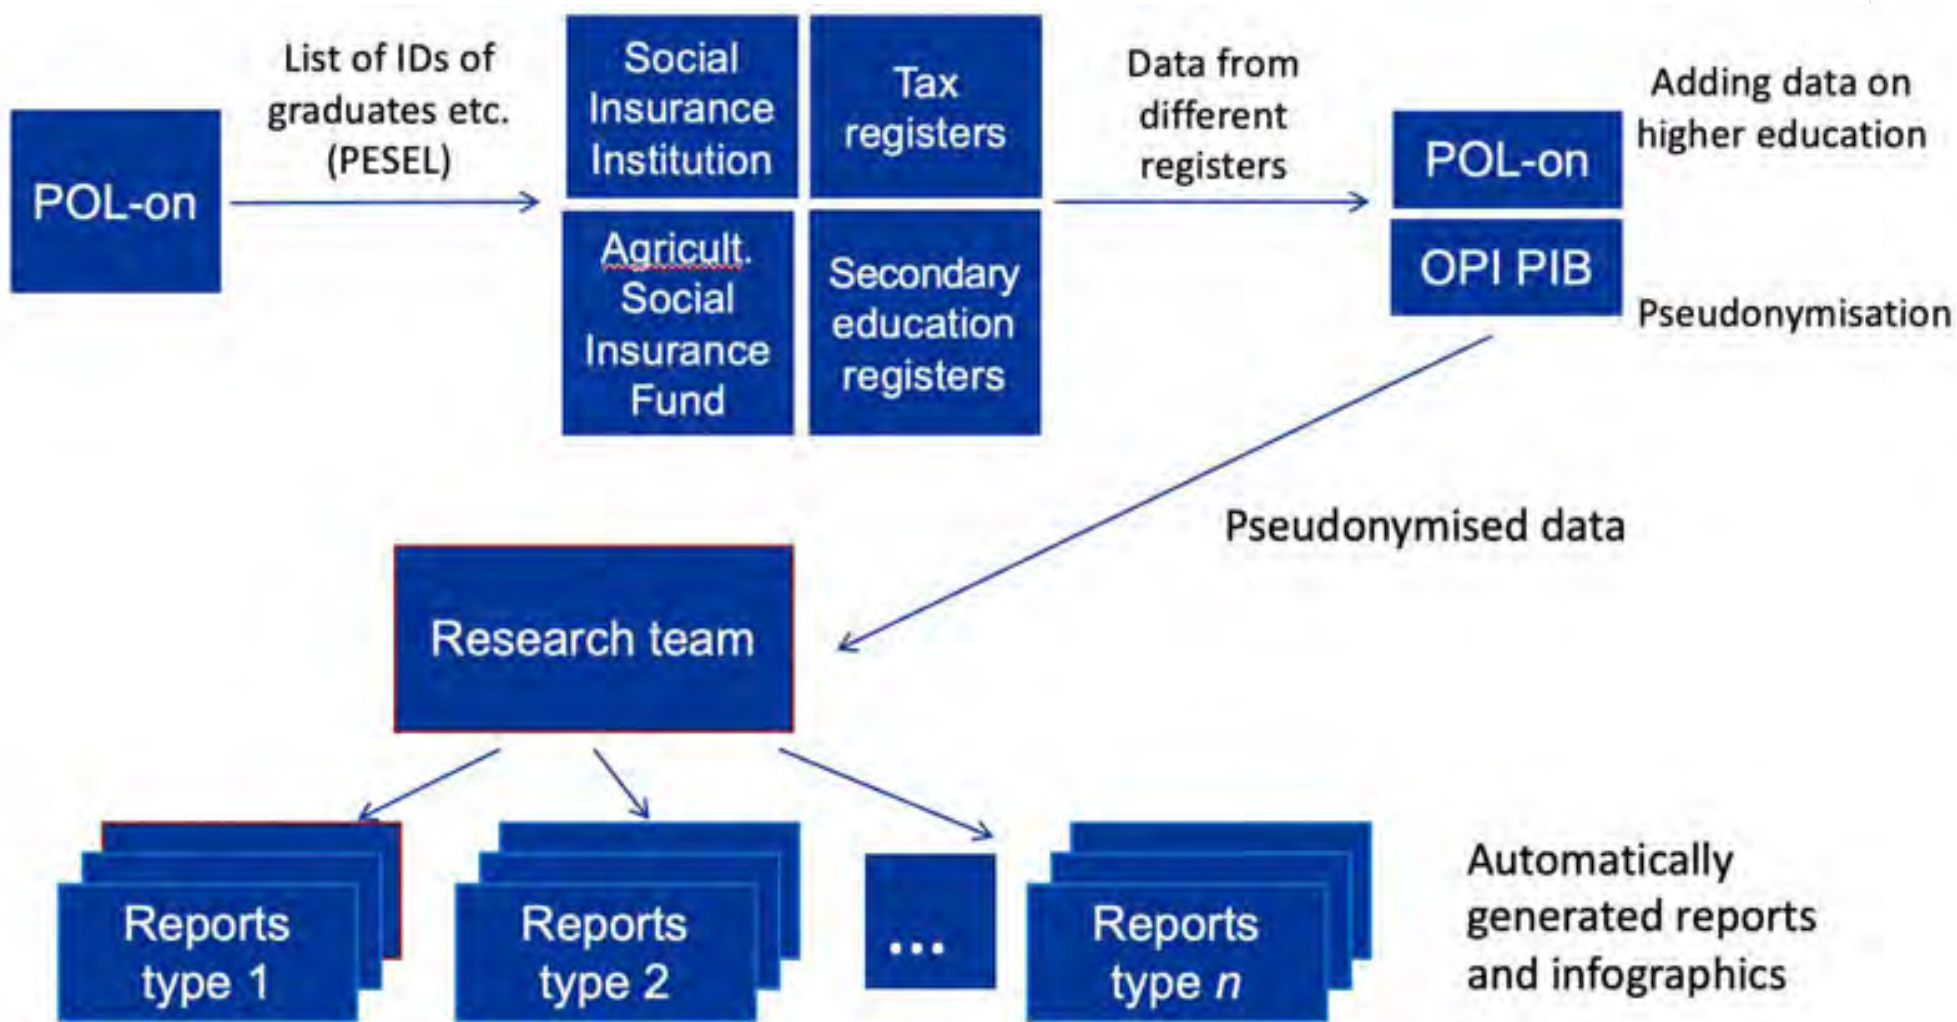 POL-on
List of IDs of
graduates etc.
(PESEL)
Social
Insurance
Institution
Tax
registers
Agricult.
Social
Insurance
Fund
Secondary
education
registers
Data from
different
registers
POL-on
OPI PIB
Adding data on
higher education
Pseudonymisation
Pseudonymised data
Research team
Reports
type 1
Reports
type 2
...
Reports
type n
Automatically
generated reports
and infographics